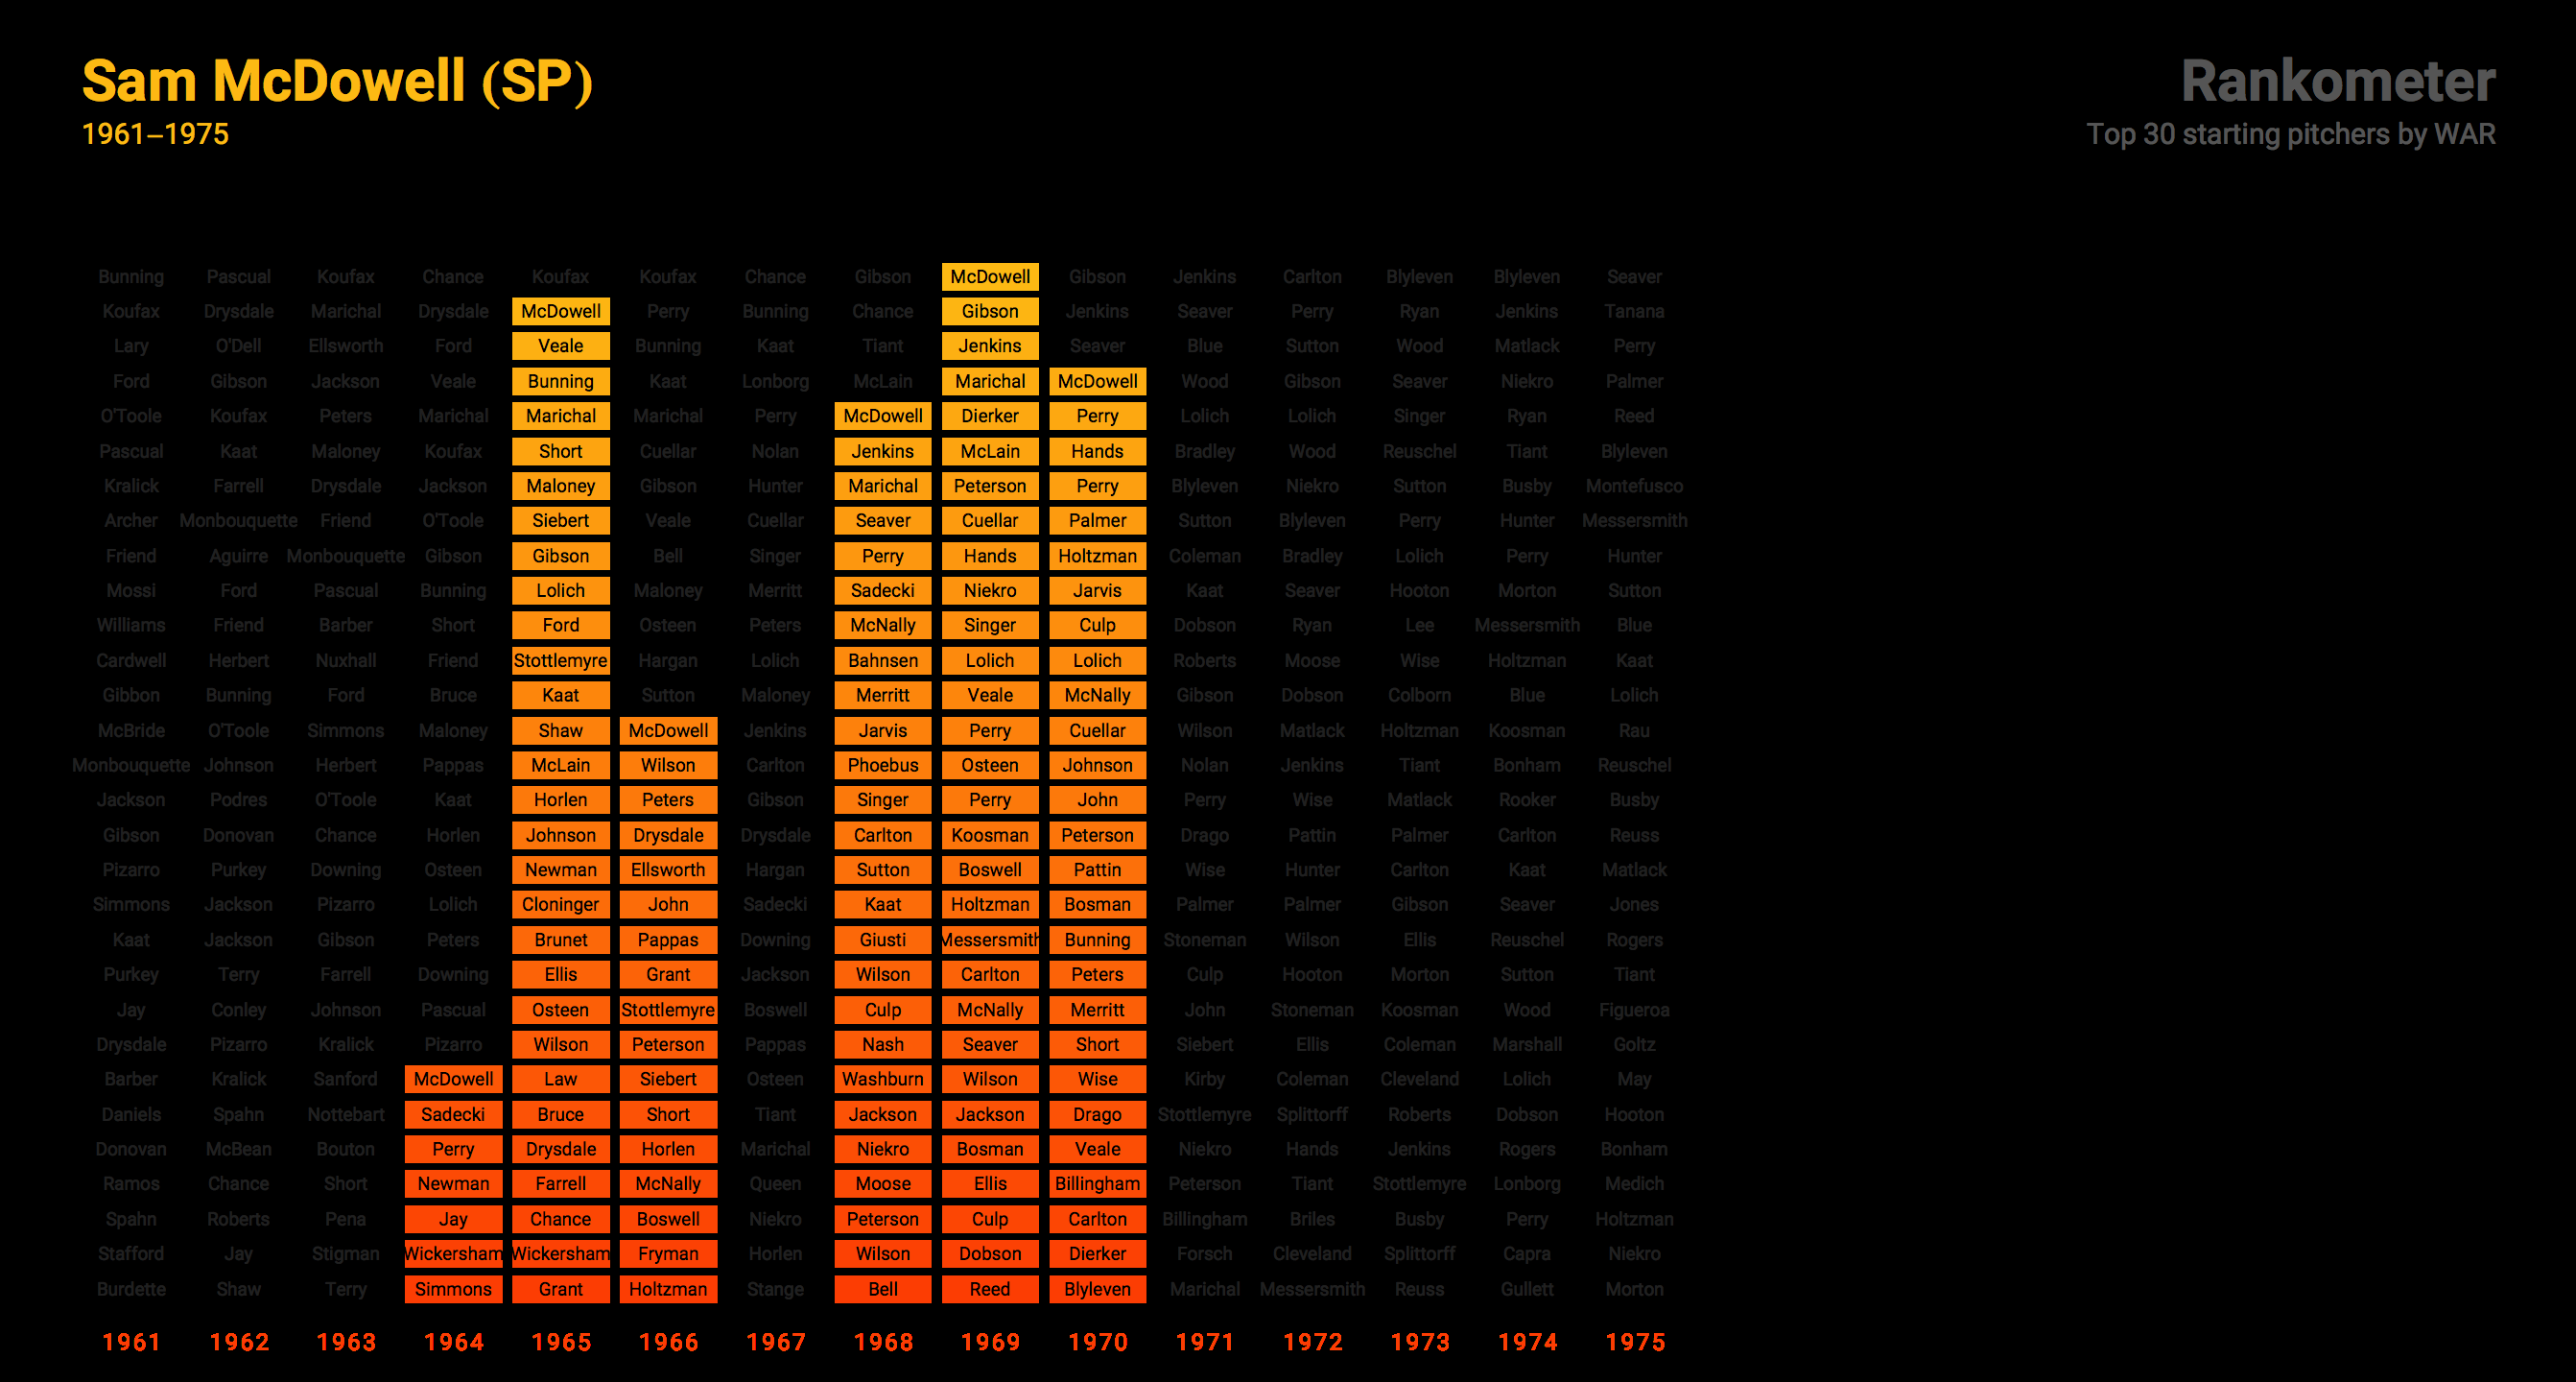 Sam McDowell (SP)
1961–1975
Rankometer
Top 30 starting pitchers by WAR
Bunning Pascual Koufax Chance Koufax Koufax Chance Gibson McDowell Gibson Jenkins Carlton Blyleven Blyleven Seaver
Koufax Drysdale Marichal Drysdale McDowell Perry Bunning Chance Gibson Jenkins Seaver Perry Ryan Jenkins Tanana
Lary O'Dell Ellsworth Ford Veale Bunning Kaat Tiant Jenkins Seaver Blue Sutton Wood Matlack Perry
Ford Gibson Jackson Veale Bunning Kaat Lonborg McLain Marichal McDowell Wood Gibson Seaver Niekro Palmer
O'Toole Koufax Peters Marichal Marichal Marichal Perry McDowell Dierker Perry Lolich Lolich Singer Ryan Reed
Pascual Kaat Maloney Koufax Short Cuellar Nolan Jenkins McLain Hands Bradley Wood Reuschel Tiant Blyleven
Kralick Farrell Drysdale Jackson Maloney Gibson Hunter Marichal Peterson Perry Blyleven Niekro Sutton Busby Montefusco
Archer Monbouquette Friend O'Toole Siebert Veale Cuellar Seaver Cuellar Palmer Sutton Blyleven Perry Hunter Messersmith
Friend Aguirre Monbouquette Gibson Gibson Bell Singer Perry Hands Holtzman Coleman Bradley Lolich Perry Hunter
Mossi Ford Pascual Bunning Lolich Maloney Merritt Sadecki Niekro Jarvis Kaat Seaver Hooton Morton Sutton
Williams Friend Barber Short Ford Osteen Peters McNally Singer Culp Dobson Ryan Lee Messersmith Blue
Cardwell Herbert Nuxhall Friend Stottlemyre Hargan Lolich Bahnsen Lolich Lolich Roberts Moose Wise Holtzman Kaat
Gibbon Bunning Ford Bruce Kaat Sutton Maloney Merritt Veale McNally Gibson Dobson Colborn Blue Lolich
McBride O'Toole Simmons Maloney Shaw McDowell Jenkins Jarvis Perry Cuellar Wilson Matlack Holtzman Koosman Rau
Monbouquette Johnson Herbert Pappas McLain Wilson Carlton Phoebus Osteen Johnson Nolan Jenkins Tiant Bonham Reuschel
Jackson Podres O'Toole Kaat Horlen Peters Gibson Singer Perry John Perry Wise Matlack Rooker Busby
Gibson Donovan Chance Horlen Johnson Drysdale Drysdale Carlton Koosman Peterson Drago Pattin Palmer Carlton Reuss
Pizarro Purkey Downing Osteen Newman Ellsworth Hargan Sutton Boswell Pattin Wise Hunter Carlton Kaat Matlack
Simmons Jackson Pizarro Lolich Cloninger John Sadecki Kaat Holtzman Bosman Palmer Palmer Gibson Seaver Jones
Kaat Jackson Gibson Peters Brunet Pappas Downing Giusti Messersmith Bunning Stoneman Wilson Ellis Reuschel Rogers
Purkey Terry Farrell Downing Ellis Grant Jackson Wilson Carlton Peters Culp Hooton Morton Sutton Tiant
Jay Conley Johnson Pascual Osteen Stottlemyre Boswell Culp McNally Merritt John Stoneman Koosman Wood Figueroa
Drysdale Pizarro Kralick Pizarro Wilson Peterson Pappas Nash Seaver Short Siebert Ellis Coleman Marshall Goltz
Barber Kralick Sanford McDowell Law Siebert Osteen Washburn Wilson Wise Kirby Coleman Cleveland Lolich May
Daniels Spahn Nottebart Sadecki Bruce Short Tiant Jackson Jackson Drago Stottlemyre Splittorff Roberts Dobson Hooton
Donovan McBean Bouton Perry Drysdale Horlen Marichal Niekro Bosman Veale Niekro Hands Jenkins Rogers Bonham
Ramos Chance Short Newman Farrell McNally Queen Moose Ellis Billingham Peterson Tiant Stottlemyre Lonborg Medich
Spahn Roberts Pena Jay Chance Boswell Niekro Peterson Culp Carlton Billingham Briles Busby Perry Holtzman
Stafford Jay Stigman Wickersham Wickersham Fryman Horlen Wilson Dobson Dierker Forsch Cleveland Splittorff Capra Niekro
Burdette Shaw Terry Simmons Grant Holtzman Stange Bell Reed Blyleven Marichal Messersmith Reuss Gullett Morton
1961 1962 1963 1964 1965 1966 1967 1968 1969 1970 1971 1972 1973 1974 1975